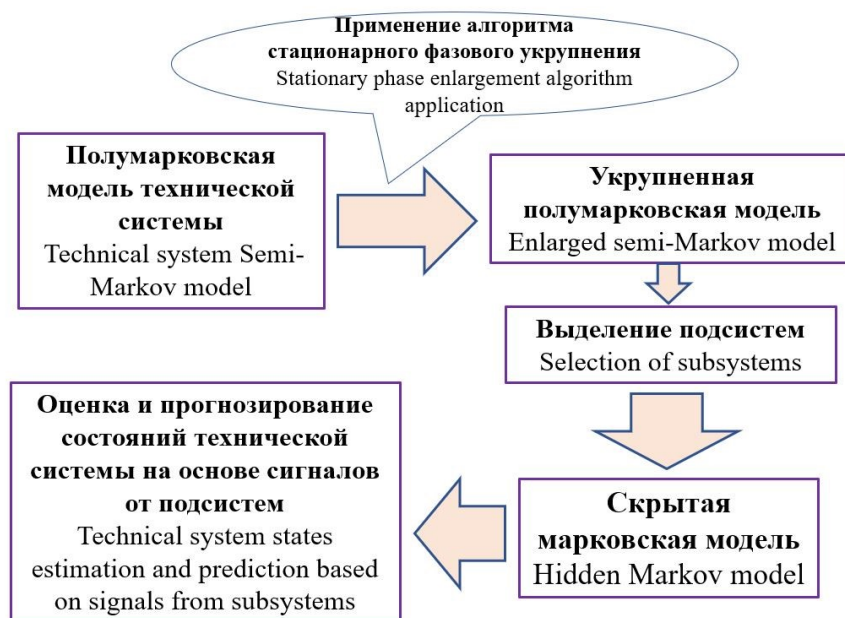 Применение алгоритма
стационарного фазового укрупнения
Stationary phase enlargement algorithm
application
Полумарковская
модель технической
системы
Technical system Semi-
Markov model
Укрупненная
полумарковская модель
Enlarged semi-Markov model
Выделение подсистем
Selection of subsystems
Скрытая
марковская модель
Hidden Markov model
Оценка и прогнозирование
состояний технической
системы на основе сигналов
от подсистем
Technical system states
estimation and prediction based
on signals from subsystems